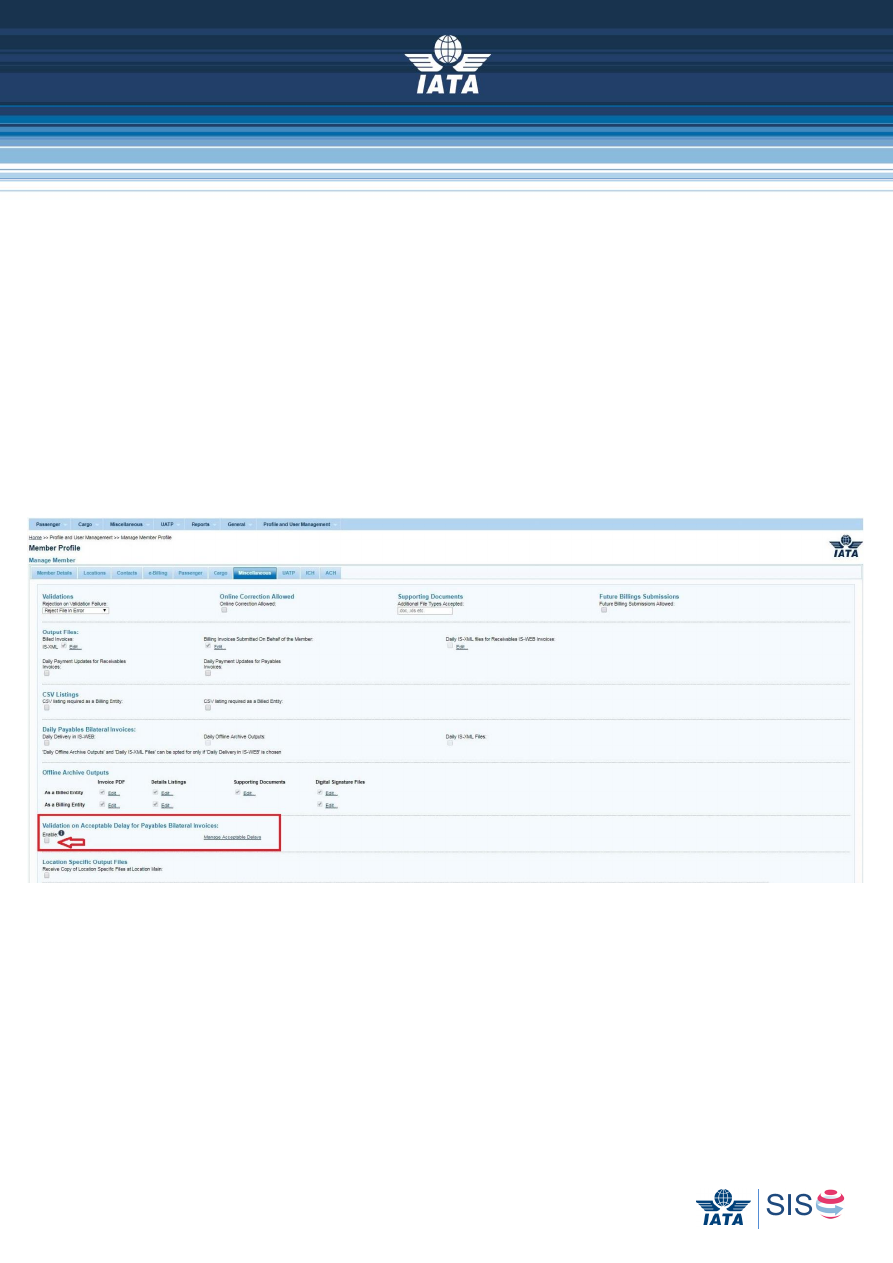 IATA
Passenger Cargo Miscellaneous UATP Reports General Profile and User Management
Home >> Profile and User Management >> Manage Member Profile
Member Profile
IATA
Manage Member
Member Details Locations Contacts e-Billing Passenger Cargo Miscellaneous UATP ICH ACH
Validations Online Correction Allowed Supporting Documents Future Billings Submissions
Rejection on Validation Failure: Online Correction Allowed: Additional File Types Accepted: Future Billing Submissions Allowed:
Reject File in Error
Output Files:
Billed Invoices: Billing Invoices Submitted On Behalf of the Member: Daily IS-XML files for Receivables IS-WEB Invoices:
IS-XML Edit... Edit... Edit...
Daily Payment Updates for Receivables Daily Payment Updates for Payables
Invoices: Invoices:
CSV Listings
CSV listing required as a Billing Entity: CSV listing required as a Billed Entity:
Daily Payables Bilateral Invoices:
Daily Delivery in IS-WEB: Daily Offline Archive Outputs: Daily IS-XML Files:
'Daily Offline Archive Outputs' and 'Daily IS-XML Files' can be opted for only if 'Daily Delivery in IS-WEB' is chosen
Offline Archive Outputs
Invoice PDF Details Listings Supporting Documents Digital Signature Files
As a Billed Entity Edit... Edit... Edit... Edit...
As a Billing Entity Edit... Edit... Edit...
Validation on Acceptable Delay for Payables Bilateral Invoices:
Enable Manage Acceptable Delays
Location Specific Output Files
Receive Copy of Location Specific Files at Location Main:
IATA SIS